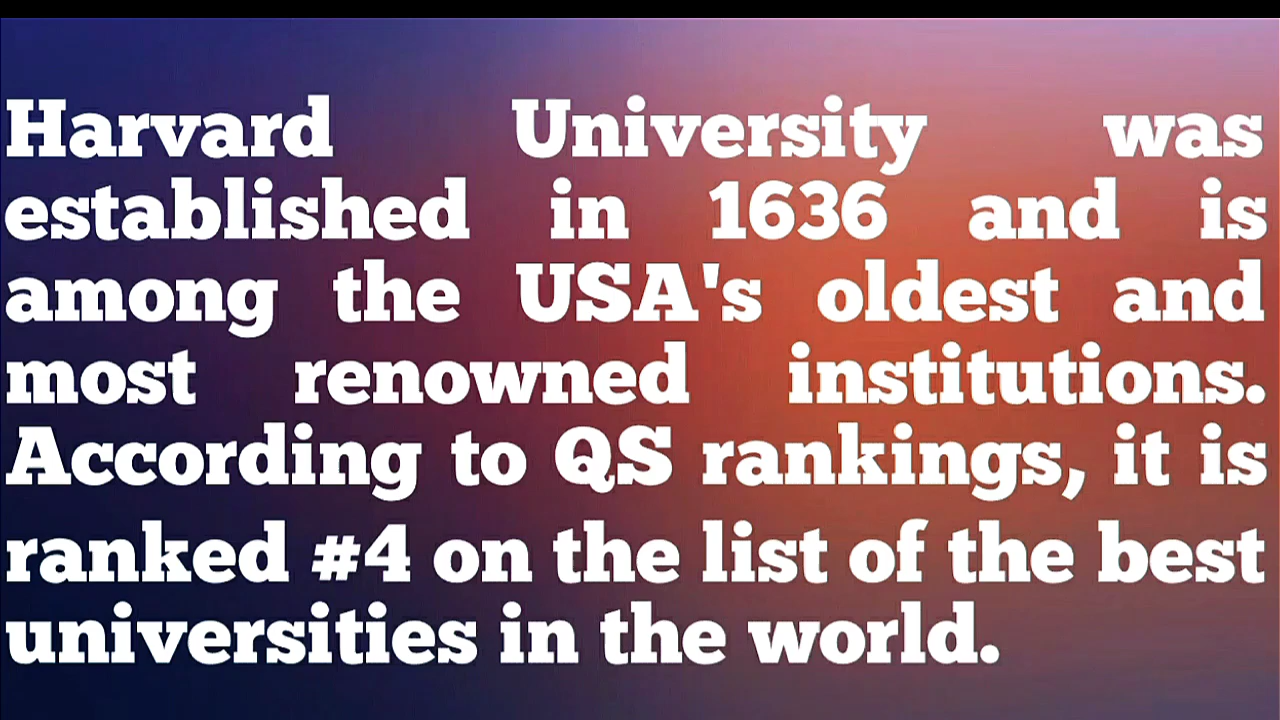 Harvard University was
established in 1636 and is
among the USA's oldest and
most renowned institutions.
According to QS rankings, it is
ranked #4 on the list of the best
universities in the world.